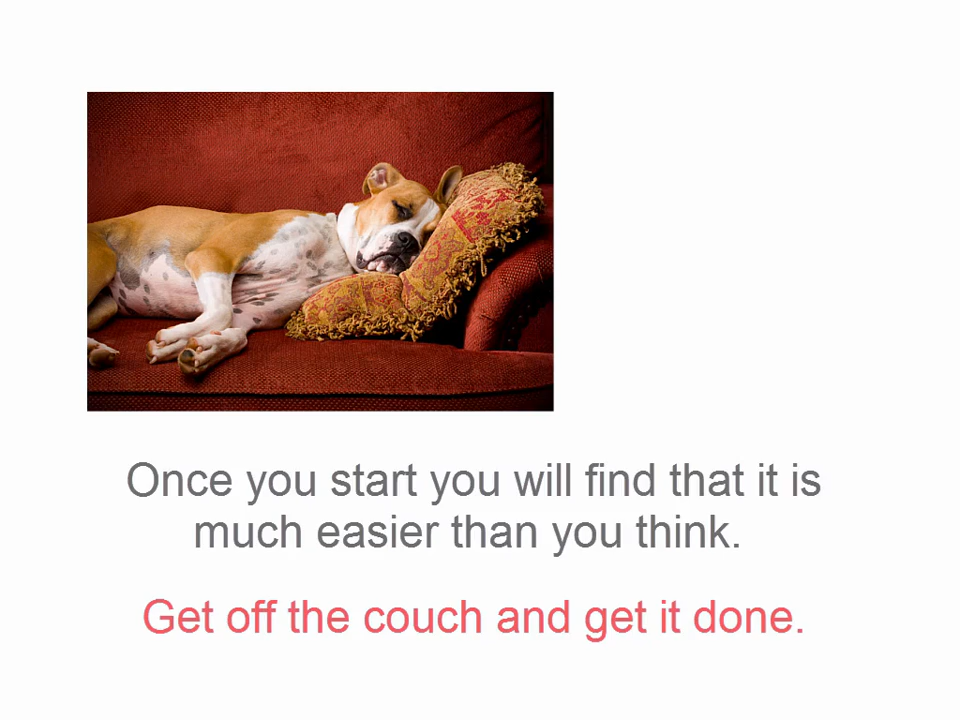 Once you start you will find that it is
much easier than you think.
Get off the couch and get it done.